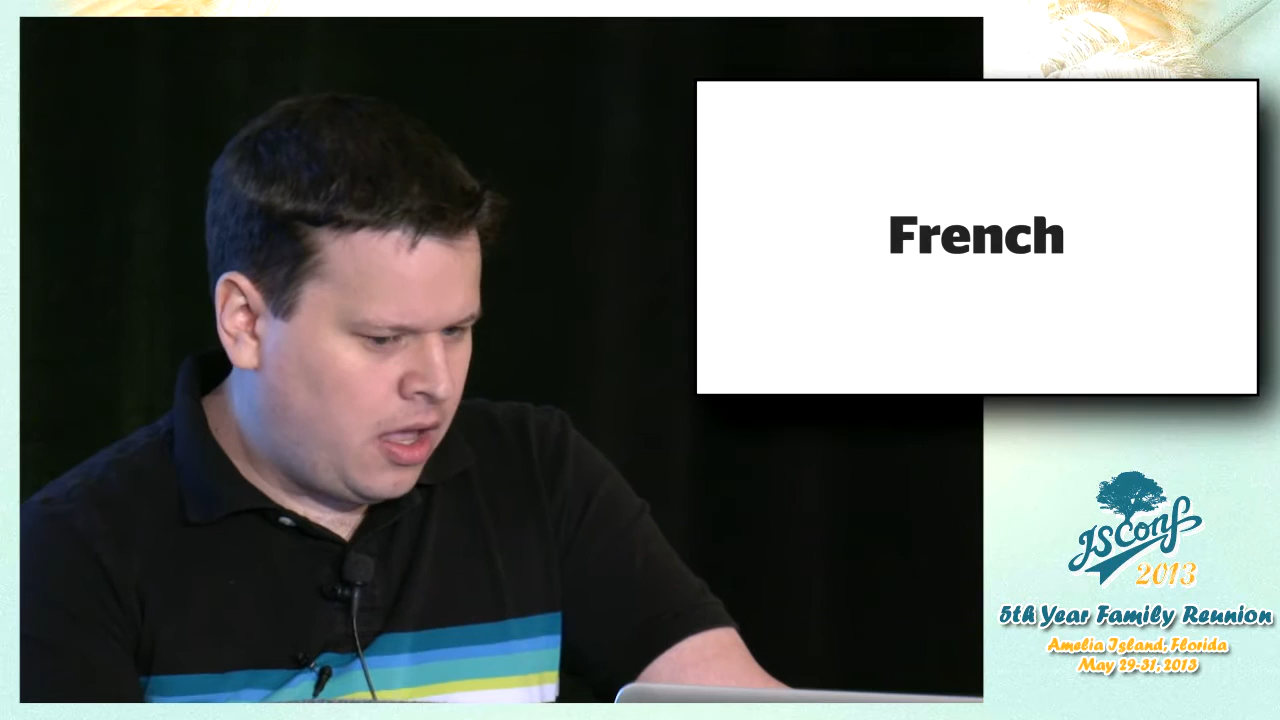 French
JSConf
2013
5th Year Family Reunion
Amelia Island, Florida
May 29-31, 2013